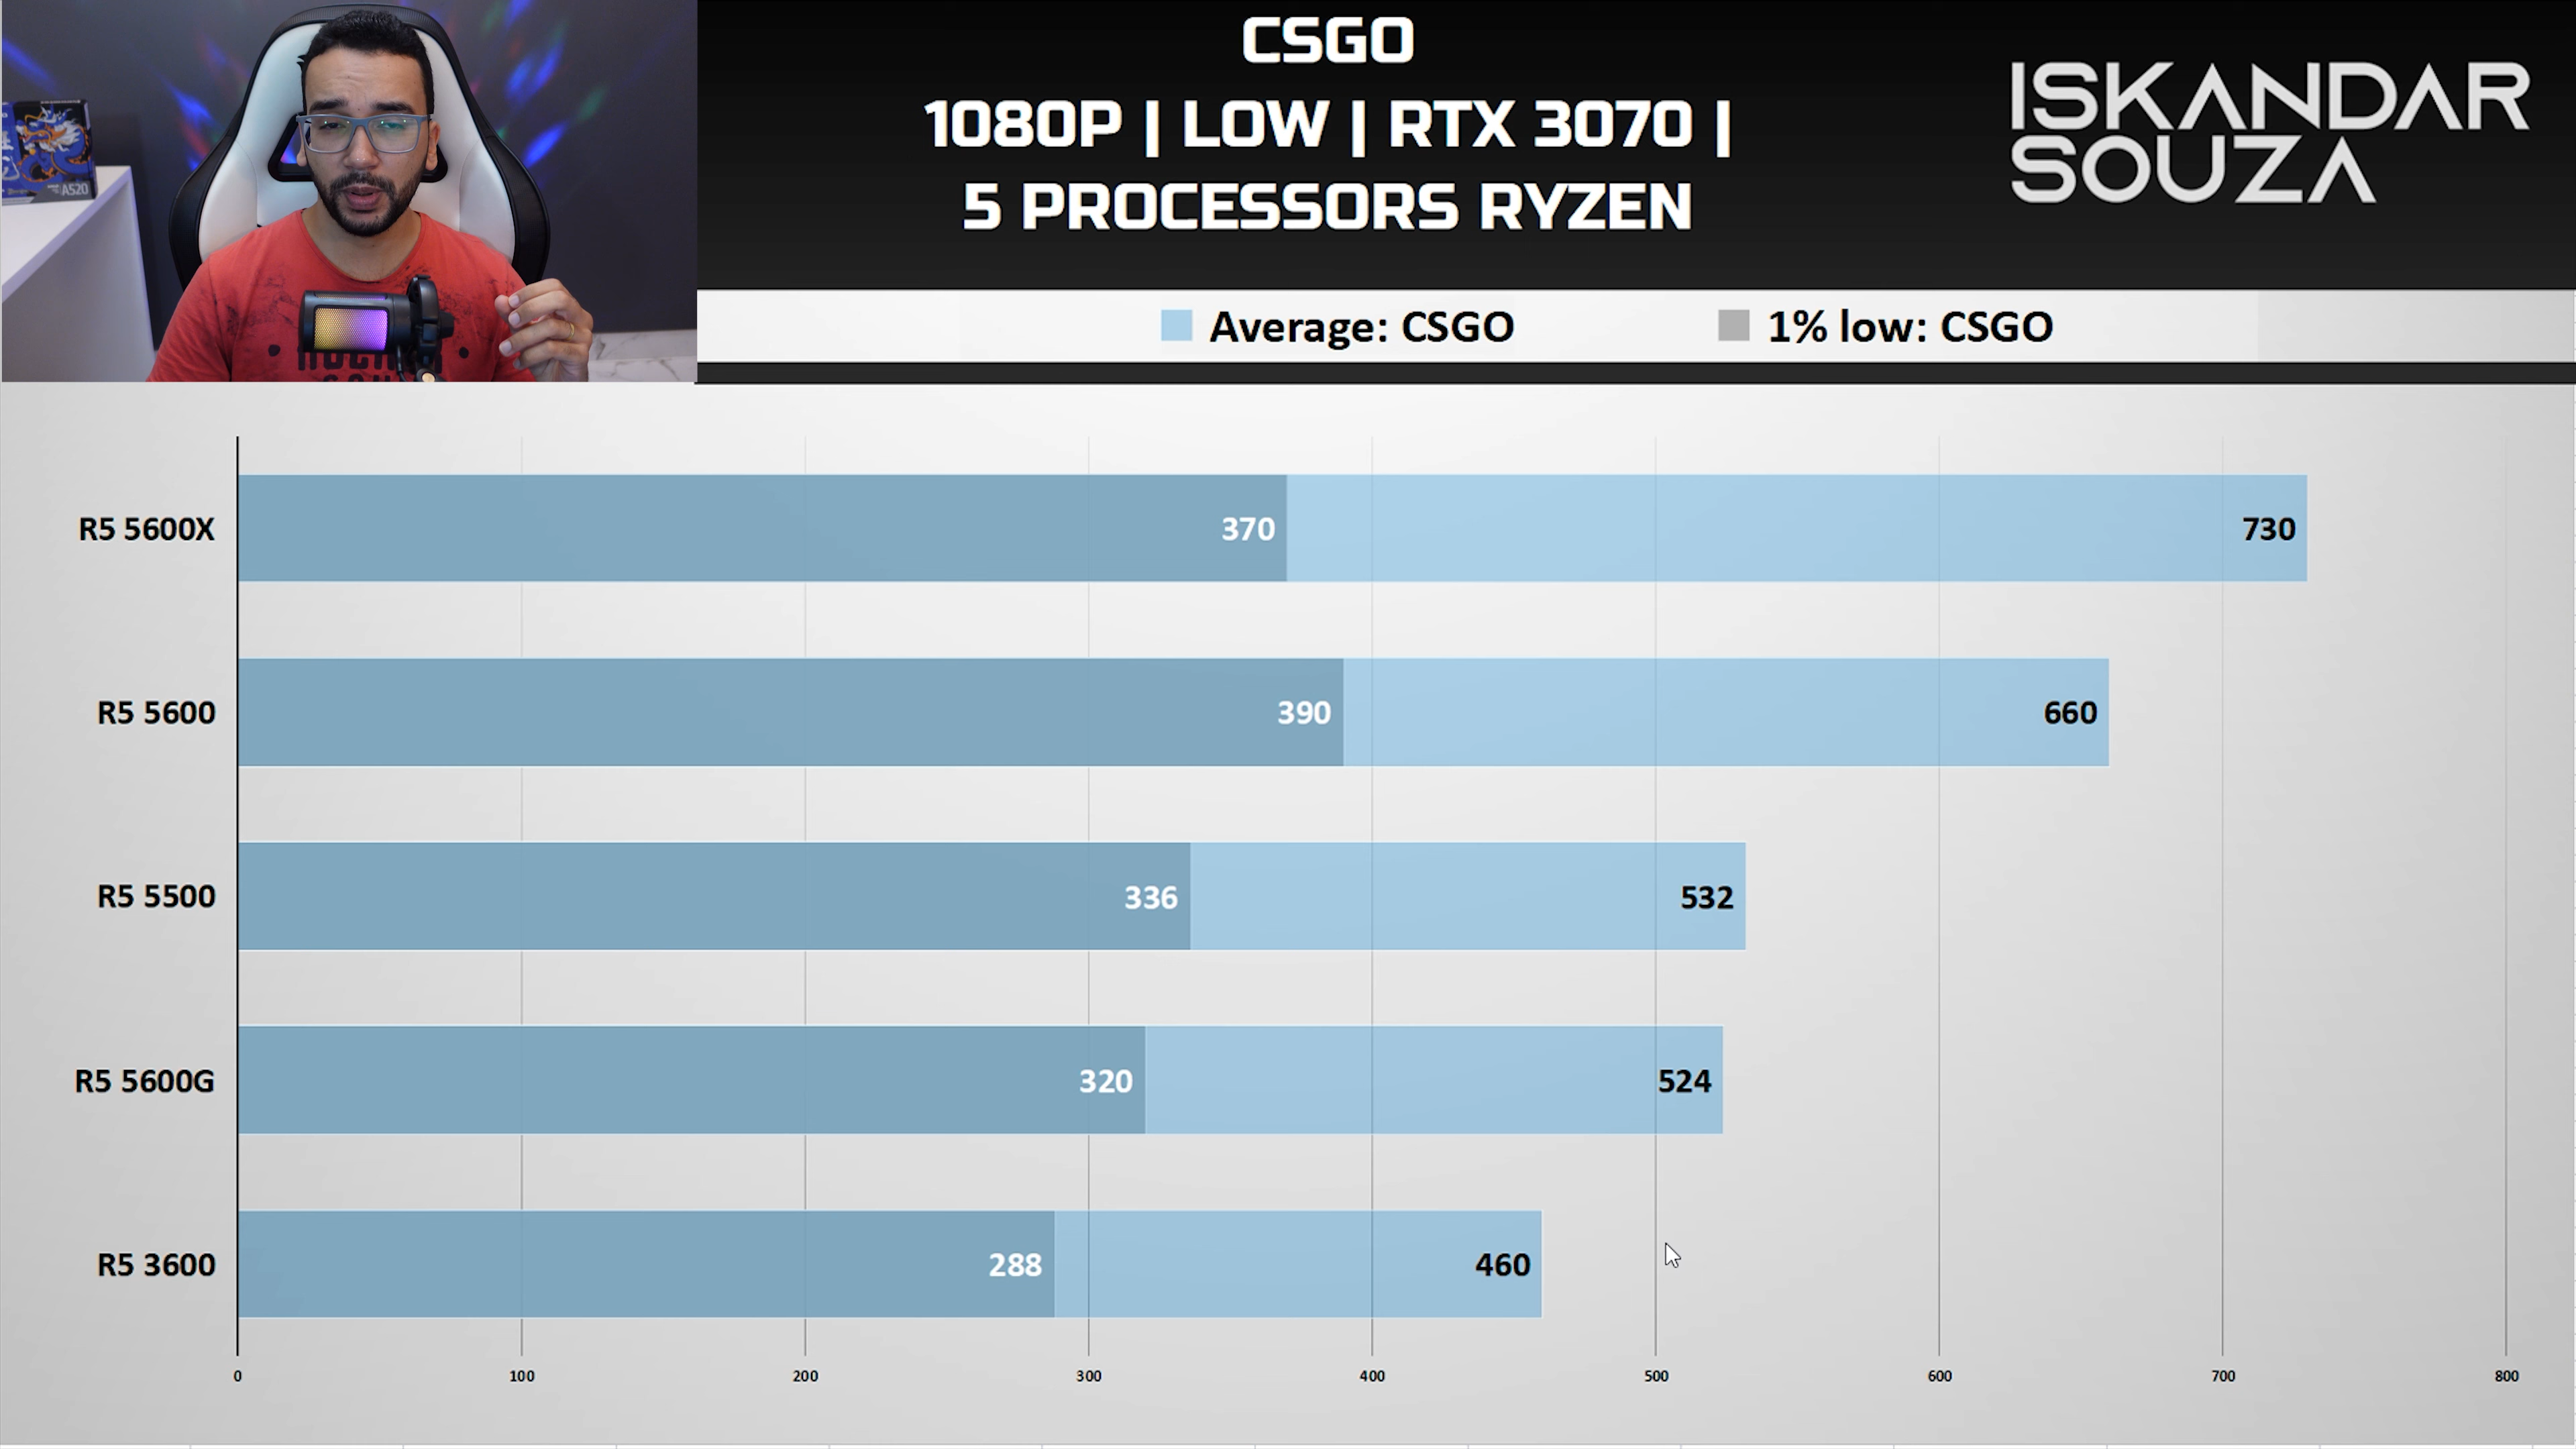 CSGO
1080P | LOW | RTX 3070 |
5 PROCESSORS RYZEN
ISKANDAR
SOUZA
A520
Average: CSGO
1% low: CSGO
R5 5600X
370
730
R5 5600
390
660
R5 5500
336
532
R5 5600G
320
524
R5 3600
288
460
0
100
200
300
400
500
600
700
800